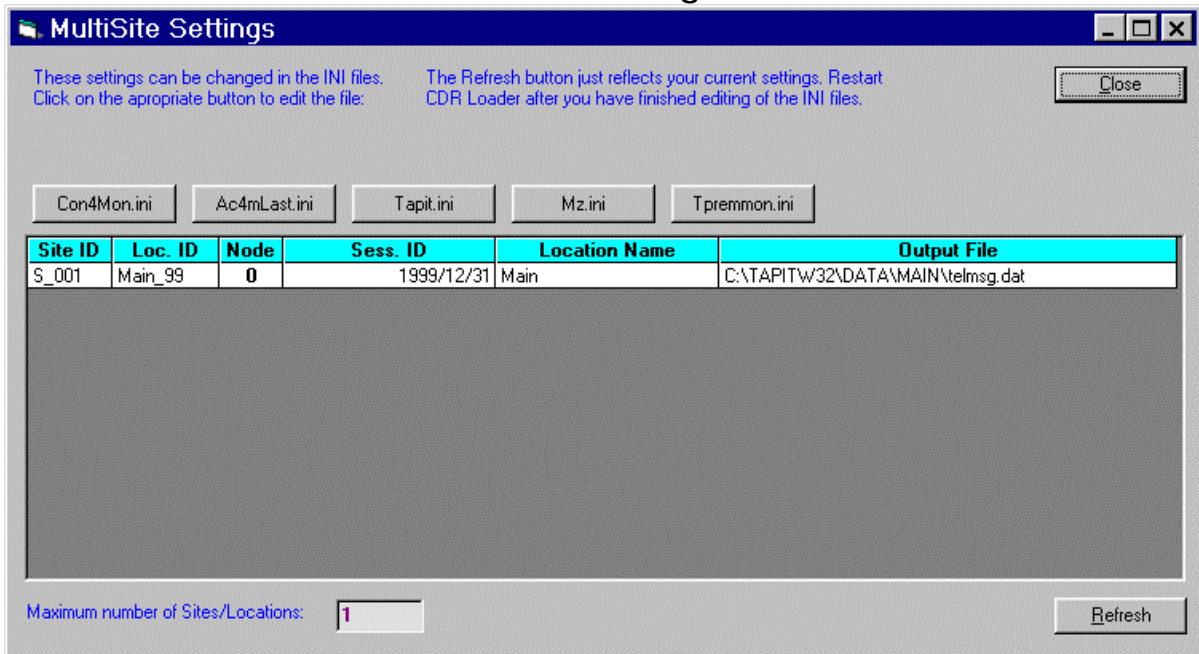 MultiSite Settings
These settings can be changed in the INI files.
Click on the apropriate button to edit the file:
The Refresh button just reflects your current settings. Restart
CDR Loader after you have finished editing of the INI files.
Close
Con4Mon.ini Ac4mLast.ini Tapit.ini Mz.ini Tpremmon.ini
Site ID Loc. ID Node Sess. ID Location Name Output File
S_001 Main_99 0 1999/12/31 Main C:\TAPITW32\DATA\MAIN\telmsg.dat
Maximum number of Sites/Locations: 1
Refresh